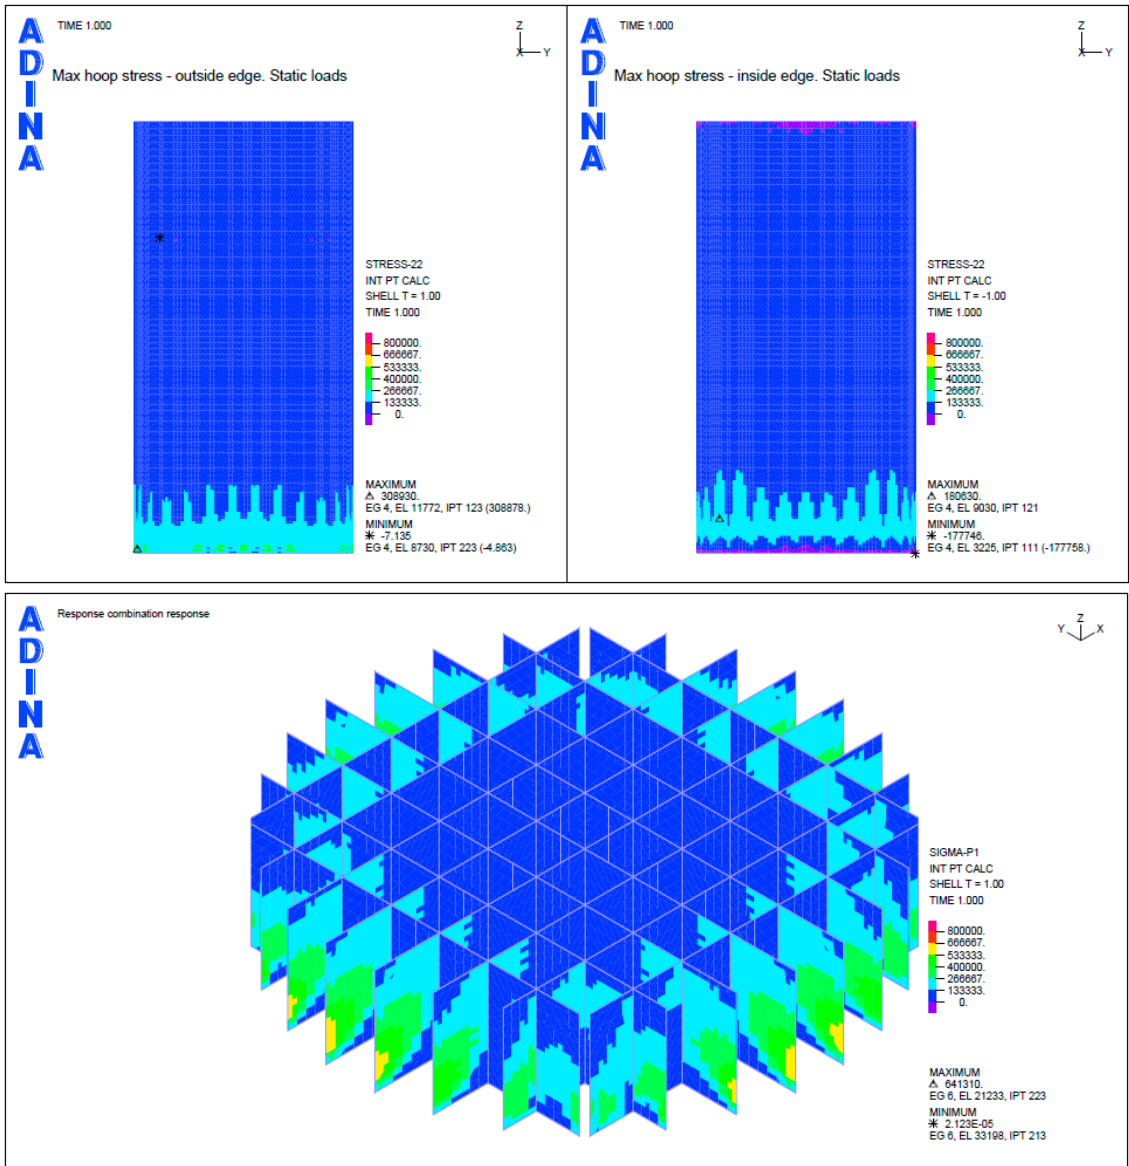 ADINA
TIME 1.000
Z
X Y
Max hoop stress - outside edge. Static loads
STRESS-22
INT PT CALC
SHELL T = 1.00
TIME 1.000
800000.
666667.
533333.
400000.
266667.
133333.
0.
MAXIMUM
308930.
EG 4, EL 11772, IPT 123 (308878.)
MINIMUM
-7.135
EG 4, EL 8730, IPT 223 (-4.863)
ADINA
TIME 1.000
Z
X Y
Max hoop stress - inside edge. Static loads
STRESS-22
INT PT CALC
SHELL T = -1.00
TIME 1.000
800000.
666667.
533333.
400000.
266667.
133333.
0.
MAXIMUM
180630.
EG 4, EL 9030, IPT 121
MINIMUM
-177746.
EG 4, EL 3225, IPT 111 (-177758.)
ADINA
Response combination response
Z
Y X
SIGMA-P1
INT PT CALC
SHELL T = 1.00
TIME 1.000
800000.
666667.
533333.
400000.
266667.
133333.
0.
MAXIMUM
641310.
EG 6, EL 21233, IPT 223
MINIMUM
2.123E-05
EG 6, EL 33198, IPT 213